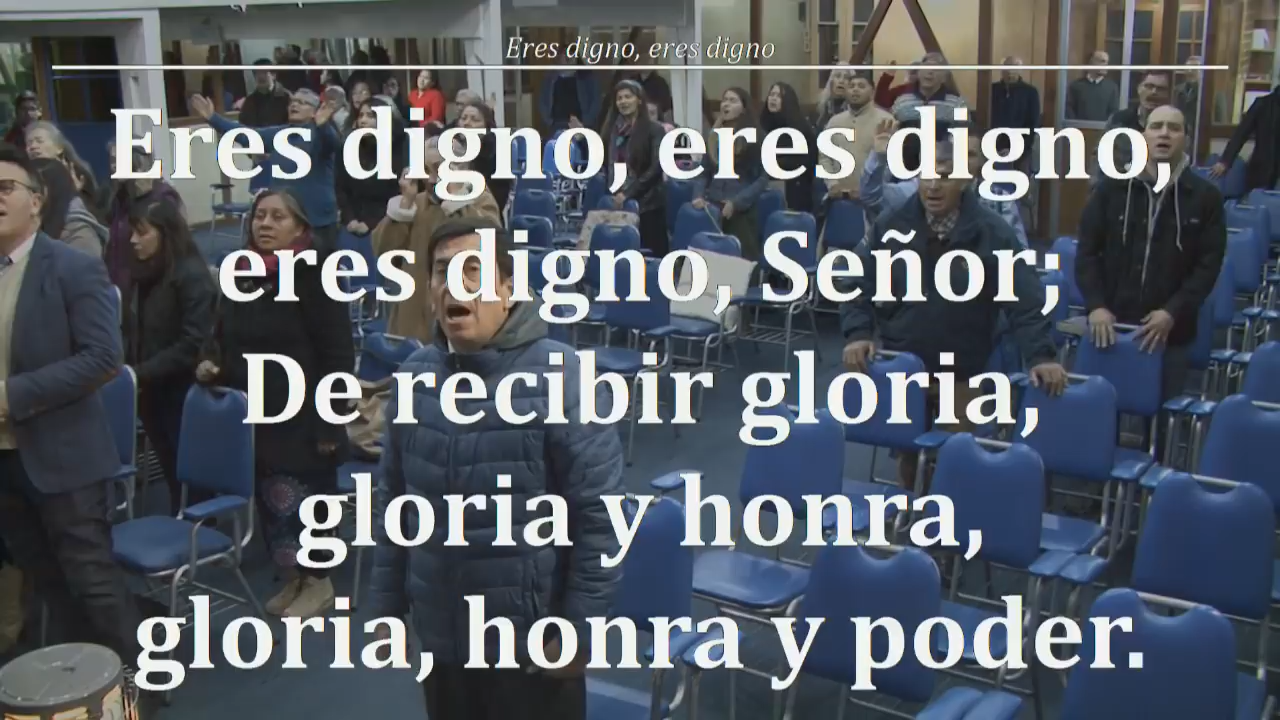 Eres digno, eres digno
Eres digno, eres digno,
eres digno, Señor;
De recibir gloria,
gloria y honra,
gloria, honra y poder.